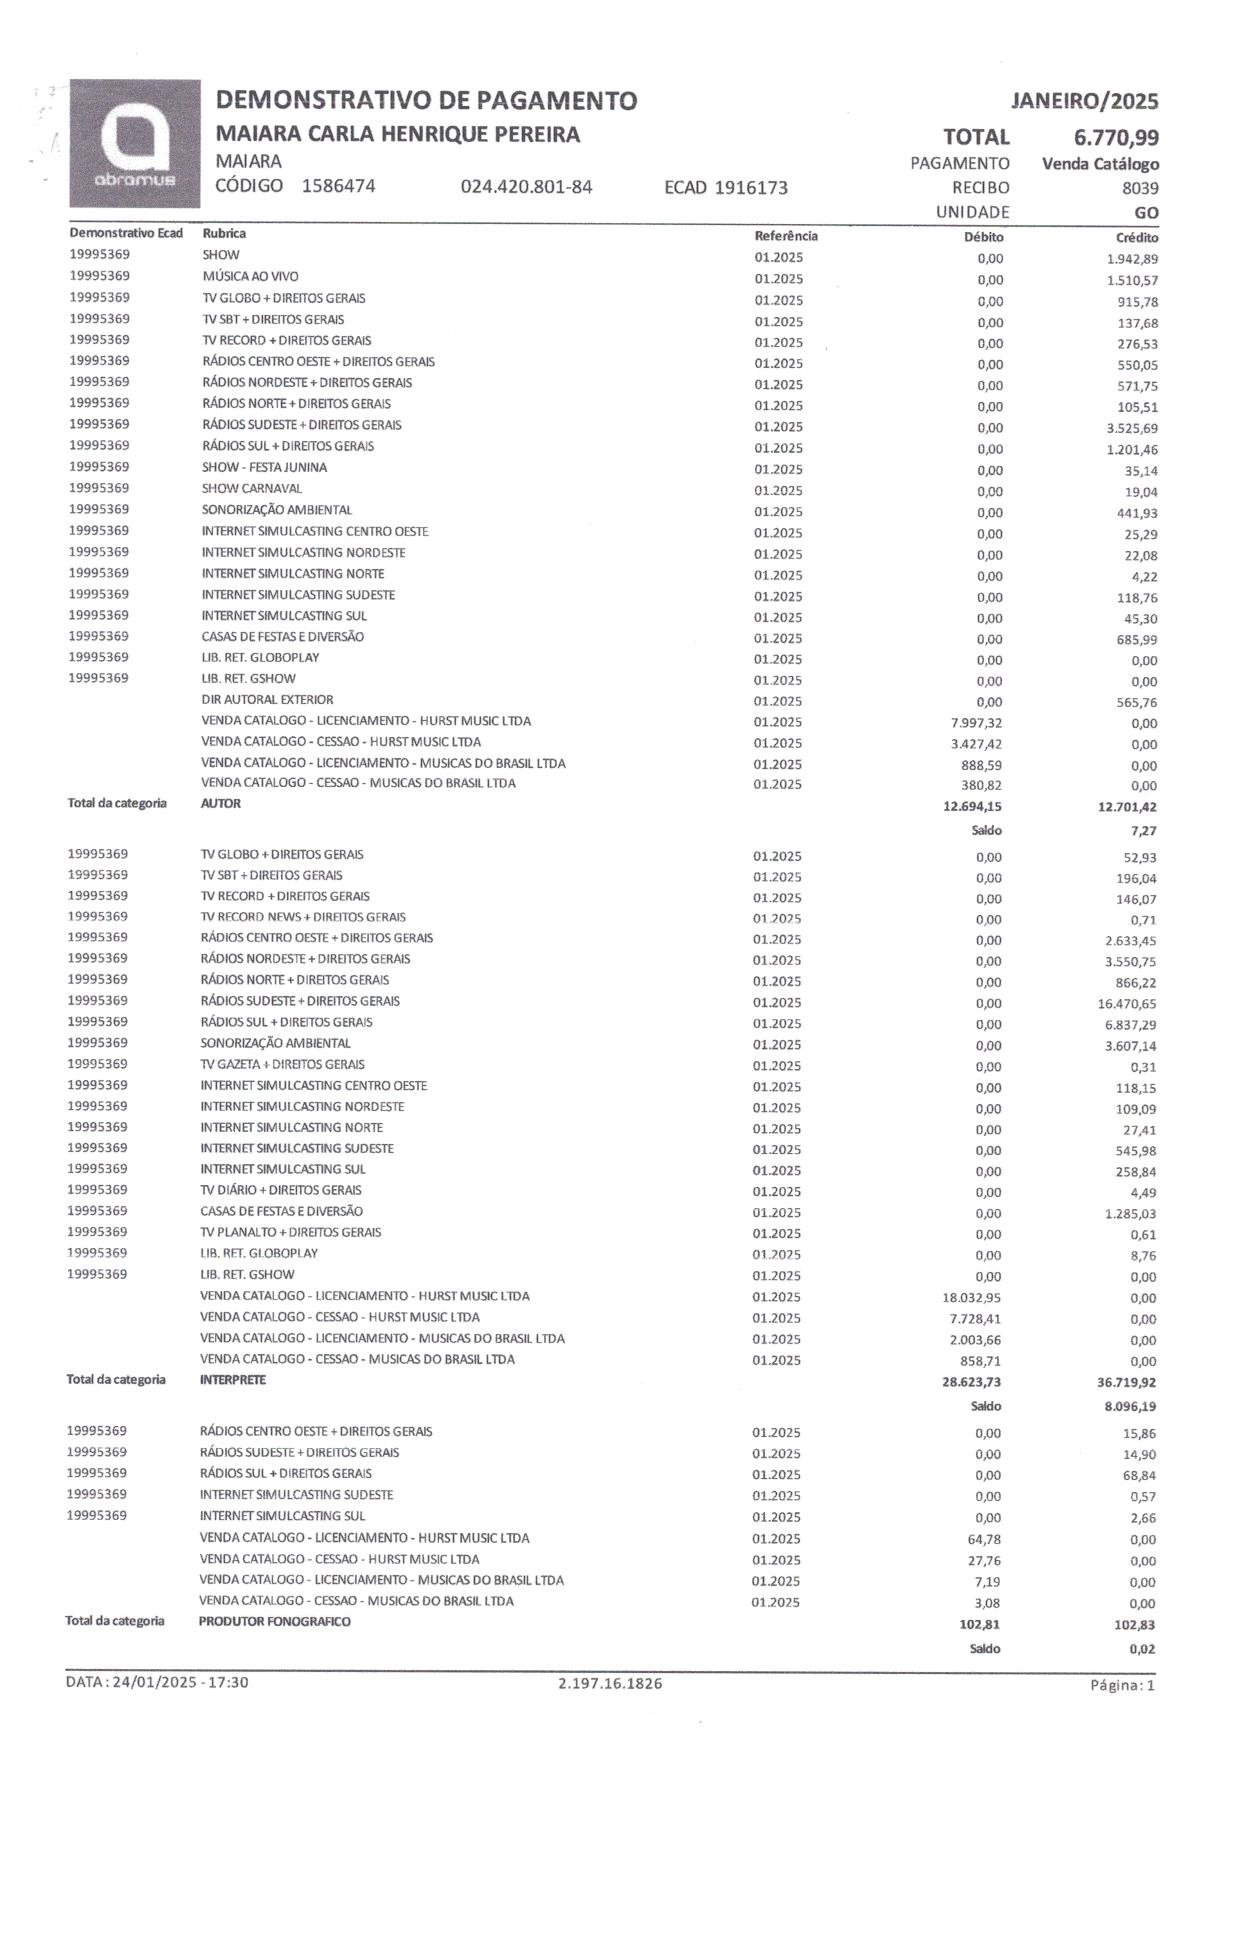 abramus
DEMONSTRATIVO DE PAGAMENTO JANEIRO/2025
MAIARA CARLA HENRIQUE PEREIRA TOTAL 6.770,99
MAIARA PAGAMENTO Venda Catálogo
CÓDIGO 1586474 024.420.801-84 ECAD 1916173 RECIBO 8039
UNIDADE GO
Demonstrativo Ecad Rubrica Referência Débito Crédito
19995369 SHOW 01.2025 0,00 1.942,89
19995369 MÚSICA AO VIVO 01.2025 0,00 1.510,57
19995369 TV GLOBO + DIREITOS GERAIS 01.2025 0,00 915,78
19995369 TV SBT + DIREITOS GERAIS 01.2025 0,00 137,68
19995369 TV RECORD + DIREITOS GERAIS 01.2025 0,00 276,53
19995369 RÁDIOS CENTRO OESTE + DIREITOS GERAIS 01.2025 0,00 550,05
19995369 RÁDIOS NORDESTE + DIREITOS GERAIS 01.2025 0,00 571,75
19995369 RÁDIOS NORTE + DIREITOS GERAIS 01.2025 0,00 105,51
19995369 RÁDIOS SUDESTE + DIREITOS GERAIS 01.2025 0,00 3.525,69
19995369 RÁDIOS SUL + DIREITOS GERAIS 01.2025 0,00 1.201,46
19995369 SHOW - FESTA JUNINA 01.2025 0,00 35,14
19995369 SHOW CARNAVAL 01.2025 0,00 19,04
19995369 SONORIZAÇÃO AMBIENTAL 01.2025 0,00 441,93
19995369 INTERNET SIMULCASTING CENTRO OESTE 01.2025 0,00 25,29
19995369 INTERNET SIMULCASTING NORDESTE 01.2025 0,00 22,08
19995369 INTERNET SIMULCASTING NORTE 01.2025 0,00 4,22
19995369 INTERNET SIMULCASTING SUDESTE 01.2025 0,00 118,76
19995369 INTERNET SIMULCASTING SUL 01.2025 0,00 45,30
19995369 CASAS DE FESTAS E DIVERSÃO 01.2025 0,00 685,99
19995369 LIB. RET. GLOBOPLAY 01.2025 0,00 0,00
19995369 LIB. RET. GSHOW 01.2025 0,00 0,00
DIR AUTORAL EXTERIOR 01.2025 0,00 565,76
VENDA CATALOGO - LICENCIAMENTO - HURST MUSIC LTDA 01.2025 7.997,32 0,00
VENDA CATALOGO - CESSAO - HURST MUSIC LTDA 01.2025 3.427,42 0,00
VENDA CATALOGO - LICENCIAMENTO - MUSICAS DO BRASIL LTDA 01.2025 888,59 0,00
VENDA CATALOGO - CESSAO - MUSICAS DO BRASIL LTDA 01.2025 380,82 0,00
Total da categoria AUTOR 12.694,15 12.701,42
Saldo 7,27
19995369 TV GLOBO + DIREITOS GERAIS 01.2025 0,00 52,93
19995369 TV SBT + DIREITOS GERAIS 01.2025 0,00 196,04
19995369 TV RECORD + DIREITOS GERAIS 01.2025 0,00 146,07
19995369 TV RECORD NEWS + DIREITOS GERAIS 01.2025 0,00 0,71
19995369 RÁDIOS CENTRO OESTE + DIREITOS GERAIS 01.2025 0,00 2.633,45
19995369 RÁDIOS NORDESTE + DIREITOS GERAIS 01.2025 0,00 3.550,75
19995369 RÁDIOS NORTE + DIREITOS GERAIS 01.2025 0,00 866,22
19995369 RÁDIOS SUDESTE + DIREITOS GERAIS 01.2025 0,00 16.470,65
19995369 RÁDIOS SUL + DIREITOS GERAIS 01.2025 0,00 6.837,29
19995369 SONORIZAÇÃO AMBIENTAL 01.2025 0,00 3.607,14
19995369 TV GAZETA + DIREITOS GERAIS 01.2025 0,00 0,31
19995369 INTERNET SIMULCASTING CENTRO OESTE 01.2025 0,00 118,15
19995369 INTERNET SIMULCASTING NORDESTE 01.2025 0,00 109,09
19995369 INTERNET SIMULCASTING NORTE 01.2025 0,00 27,41
19995369 INTERNET SIMULCASTING SUDESTE 01.2025 0,00 545,98
19995369 INTERNET SIMULCASTING SUL 01.2025 0,00 258,84
19995369 TV DIÁRIO + DIREITOS GERAIS 01.2025 0,00 4,49
19995369 CASAS DE FESTAS E DIVERSÃO 01.2025 0,00 1.285,03
19995369 TV PLANALTO + DIREITOS GERAIS 01.2025 0,00 0,61
19995369 LIB. RET. GLOBOPLAY 01.2025 0,00 8,76
19995369 LIB. RET. GSHOW 01.2025 0,00 0,00
VENDA CATALOGO - LICENCIAMENTO - HURST MUSIC LTDA 01.2025 18.032,95 0,00
VENDA CATALOGO - CESSAO - HURST MUSIC LTDA 01.2025 7.728,41 0,00
VENDA CATALOGO - LICENCIAMENTO - MUSICAS DO BRASIL LTDA 01.2025 2.003,66 0,00
VENDA CATALOGO - CESSAO - MUSICAS DO BRASIL LTDA 01.2025 858,71 0,00
Total da categoria INTERPRETE 28.623,73 36.719,92
Saldo 8.096,19
19995369 RÁDIOS CENTRO OESTE + DIREITOS GERAIS 01.2025 0,00 15,86
19995369 RÁDIOS SUDESTE + DIREITOS GERAIS 01.2025 0,00 14,90
19995369 RÁDIOS SUL + DIREITOS GERAIS 01.2025 0,00 68,84
19995369 INTERNET SIMULCASTING SUDESTE 01.2025 0,00 0,57
19995369 INTERNET SIMULCASTING SUL 01.2025 0,00 2,66
VENDA CATALOGO - LICENCIAMENTO - HURST MUSIC LTDA 01.2025 64,78 0,00
VENDA CATALOGO - CESSAO - HURST MUSIC LTDA 01.2025 27,76 0,00
VENDA CATALOGO - LICENCIAMENTO - MUSICAS DO BRASIL LTDA 01.2025 7,19 0,00
VENDA CATALOGO - CESSAO - MUSICAS DO BRASIL LTDA 01.2025 3,08 0,00
Total da categoria PRODUTOR FONOGRAFICO 102,81 102,83
Saldo 0,02
DATA : 24/01/2025 - 17:30 2.197.16.1826 Página: 1